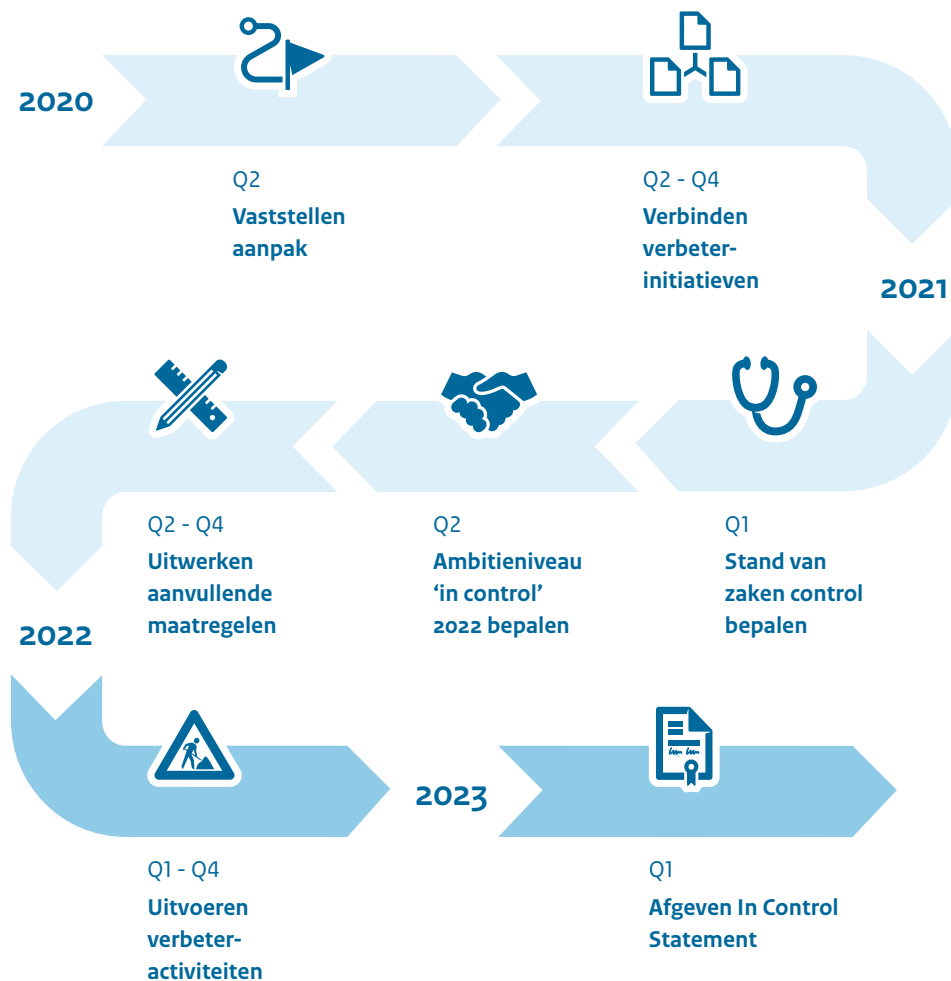 2020
Q2
Vaststellen
aanpak
Q2 - Q4
Verbinden
verbeter-
initiatieven
2021
Q1
Stand van
zaken control
bepalen
Q2
Ambitieniveau
‘in control’
2022 bepalen
Q2 - Q4
Uitwerken
aanvullende
maatregelen
2022
Q1 - Q4
Uitvoeren
verbeter-
activiteiten
2023
Q1
Afgeven In Control
Statement